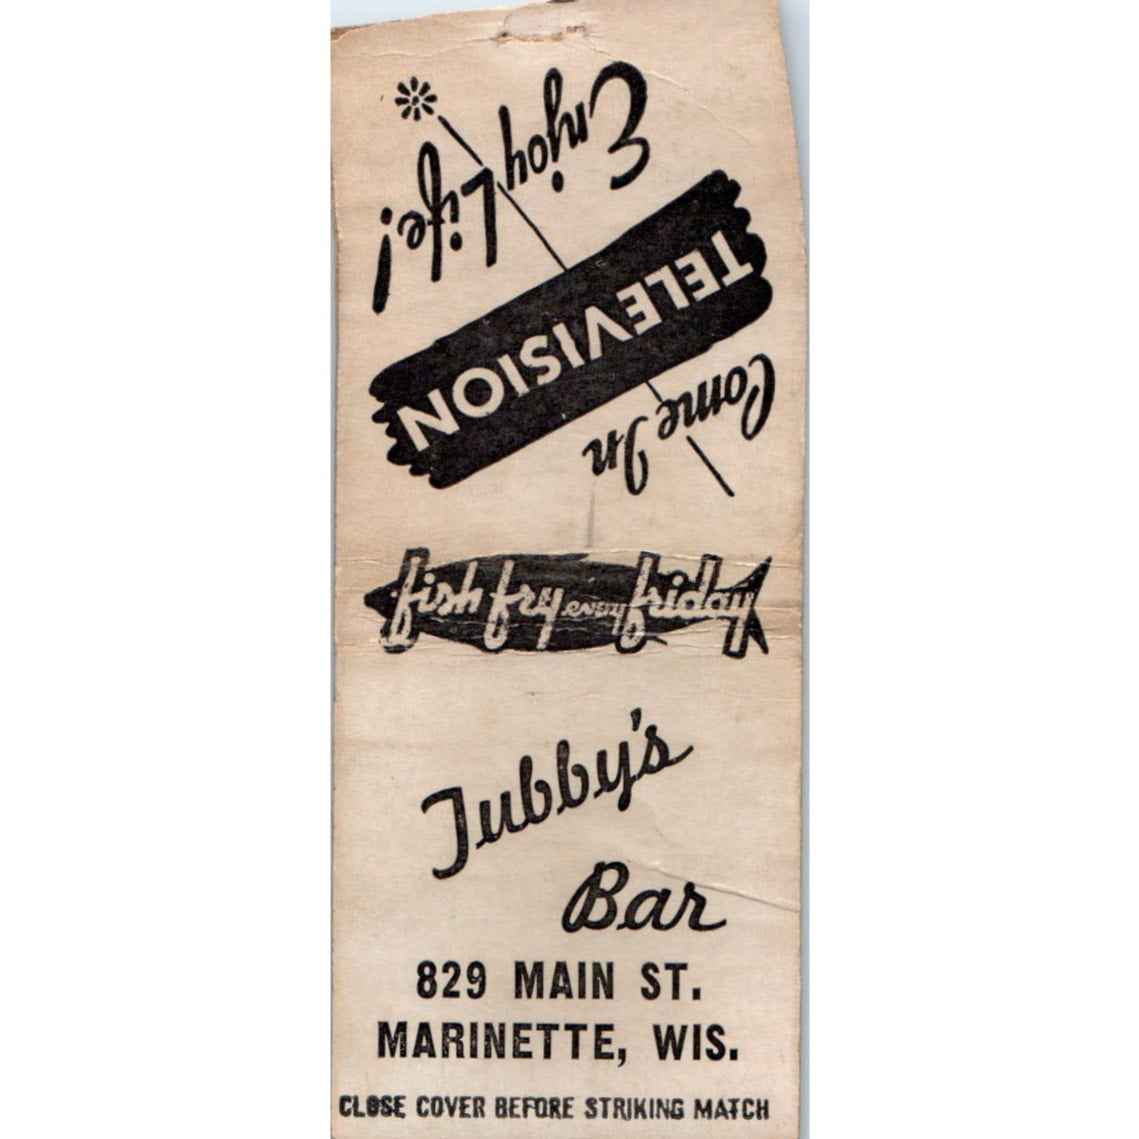 Come In
TELEVISION
Enjoy Life!
fish fry every friday
Tubby's
Bar
829 MAIN ST.
MARINETTE, WIS.
CLOSE COVER BEFORE STRIKING MATCH